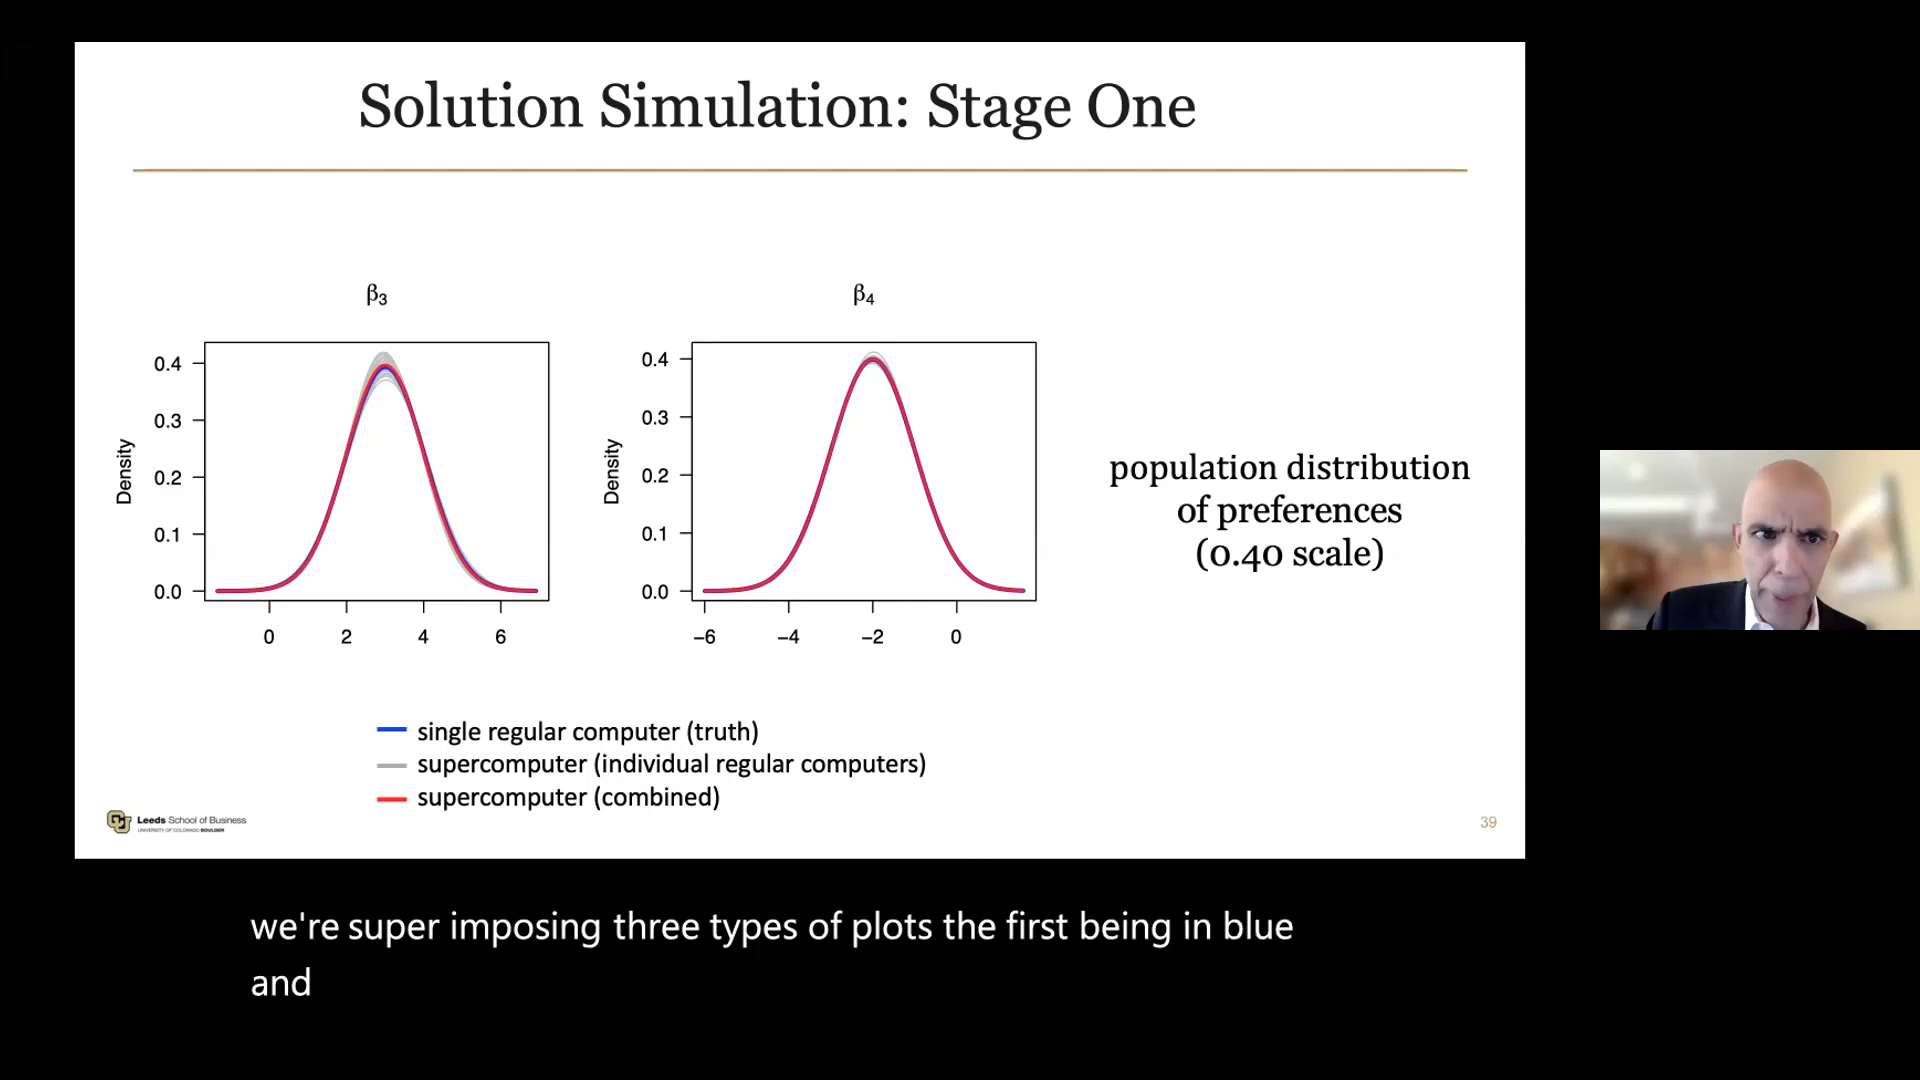 Solution Simulation: Stage One
β3
β4
Density
0.4
0.3
0.2
0.1
0.0
0 2 4 6
Density
0.4
0.3
0.2
0.1
0.0
−6 −4 −2 0
population distribution
of preferences
(0.40 scale)
single regular computer (truth)
supercomputer (individual regular computers)
supercomputer (combined)
CU
Leeds School of Business
UNIVERSITY OF COLORADO BOULDER
39
we're super imposing three types of plots the first being in blue
and